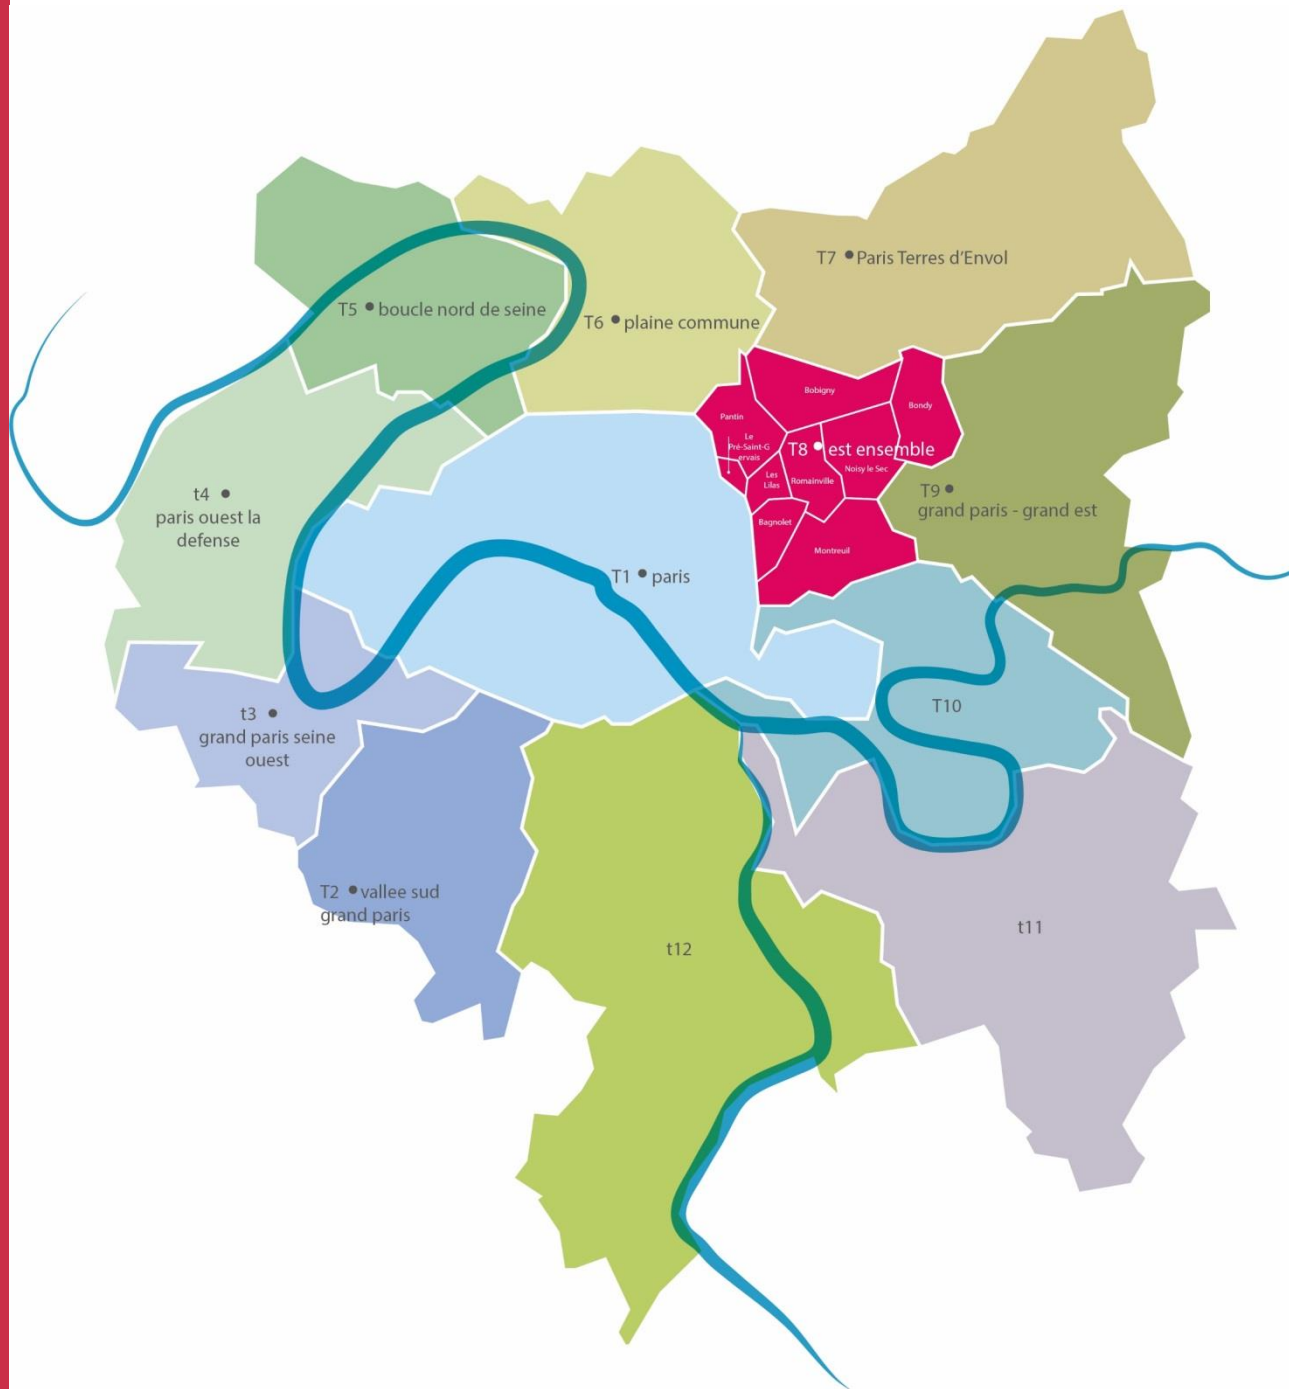 T7 • Paris Terres d'Envol
T5 • boucle nord de seine
T6 • plaine commune
Bobigny
Bondy
Pantin
Le
Pré-Saint-G
ervais
T8 • est ensemble
Noisy le Sec
Les
Lilas
Romainville
Bagnolet
Montreuil
t4 •
paris ouest la
defense
T9 •
grand paris - grand est
T1 • paris
T10
t3 •
grand paris seine
ouest
T2 • vallee sud
grand paris
t12
t11